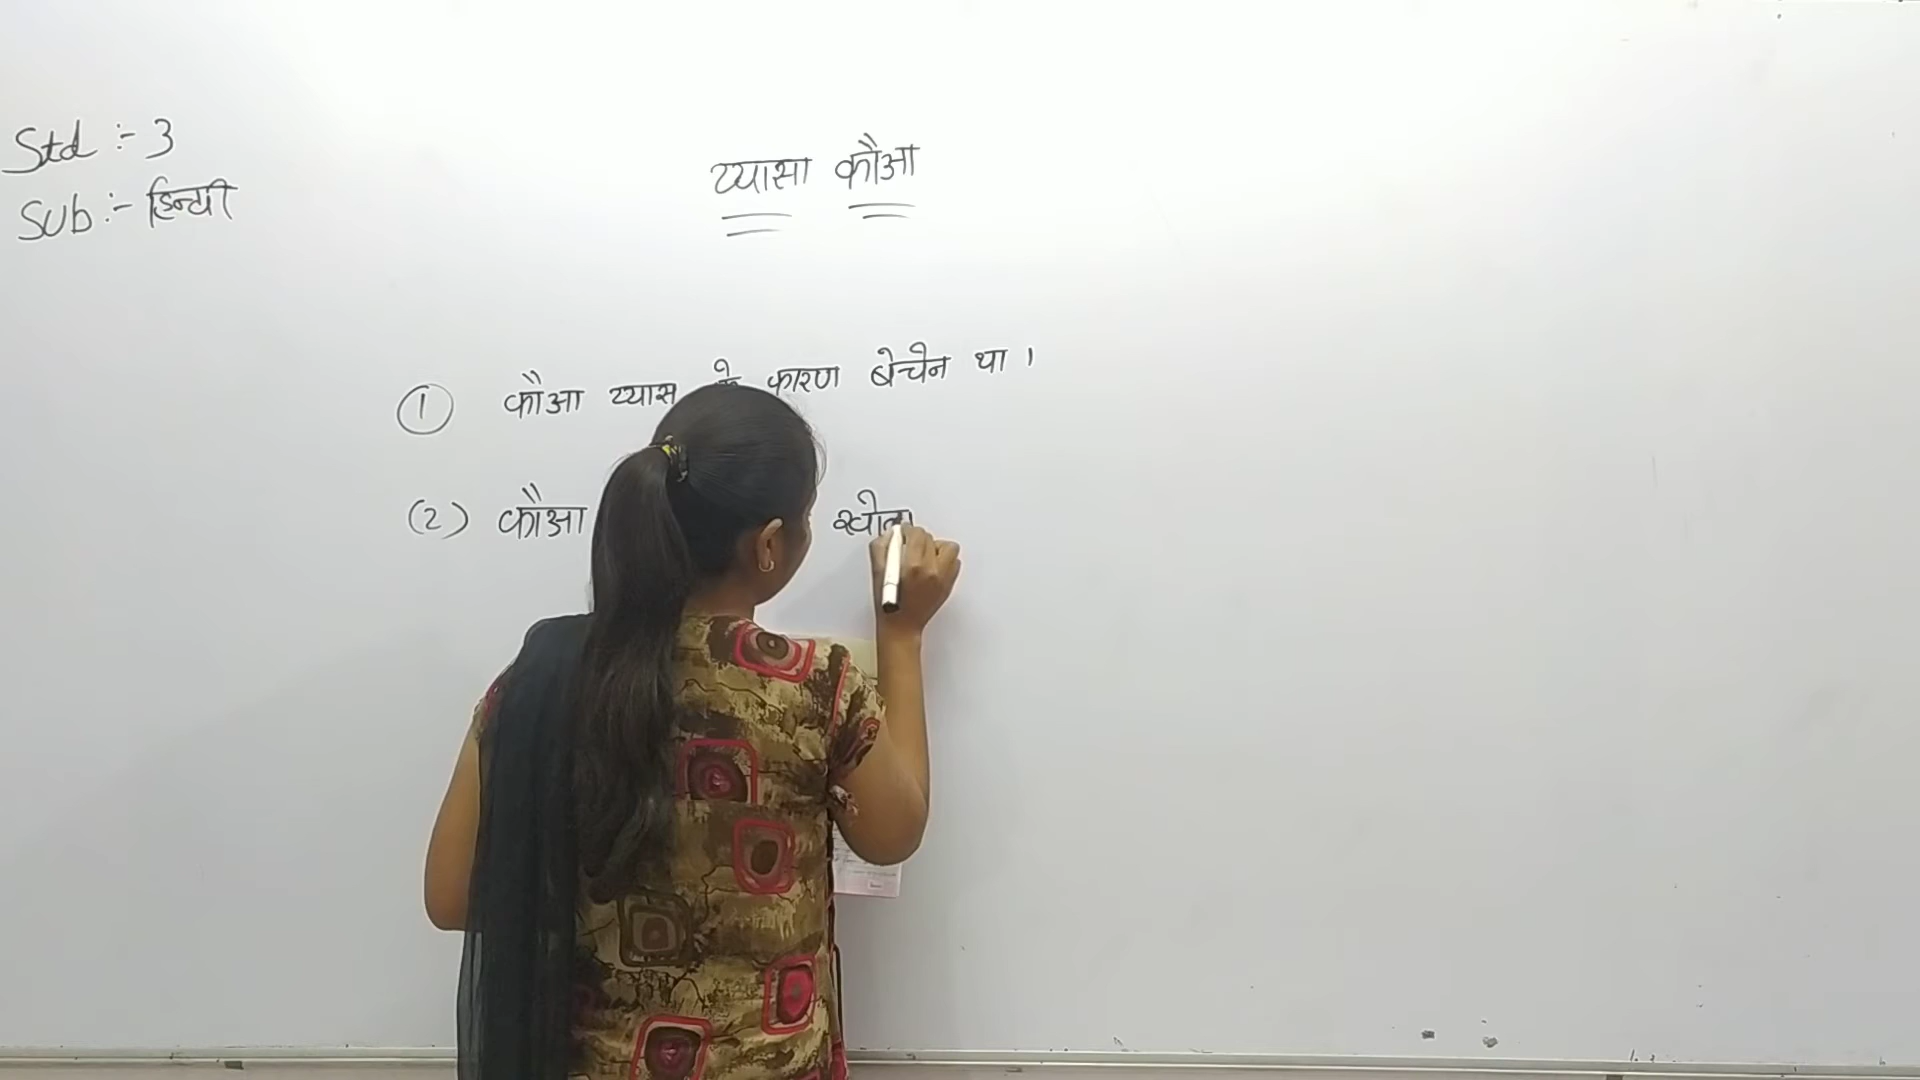 Std :- 3
Sub :- हिन्दी
प्यासा कौआ
1 कौआ प्यास के कारण बेचैन था ।
(2) कौआ